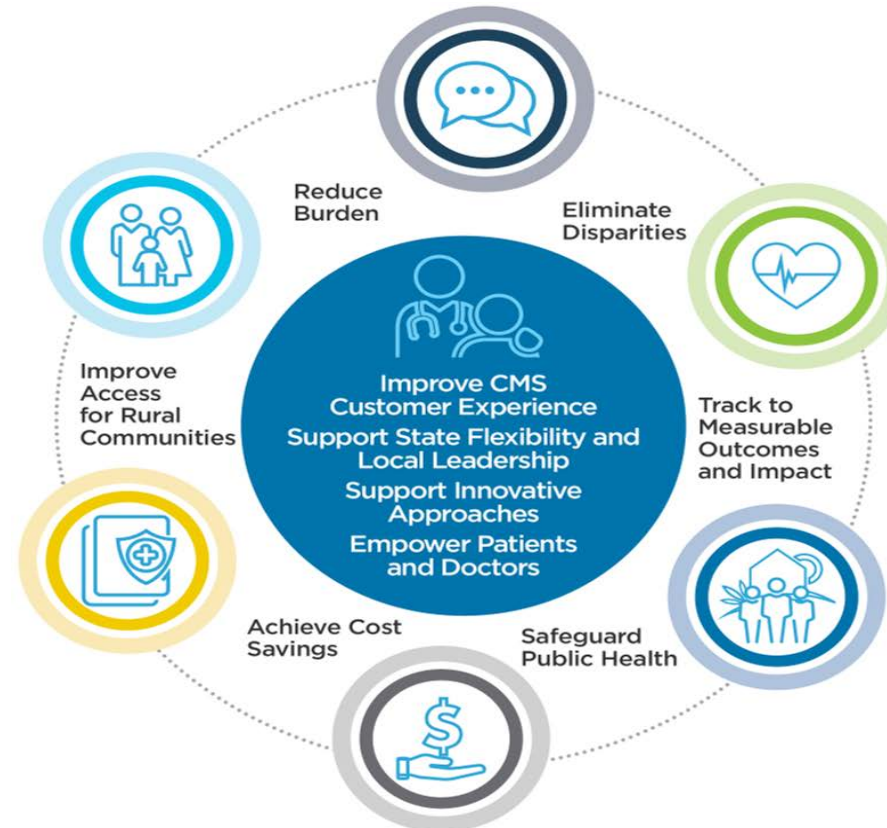 Reduce
Burden
Eliminate
Disparities
Improve CMS
Customer Experience
Support State Flexibility and
Local Leadership
Support Innovative
Approaches
Empower Patients
and Doctors
Improve
Access
for Rural
Communities
Track to
Measurable
Outcomes
and Impact
Achieve Cost
Savings
Safeguard
Public Health
$